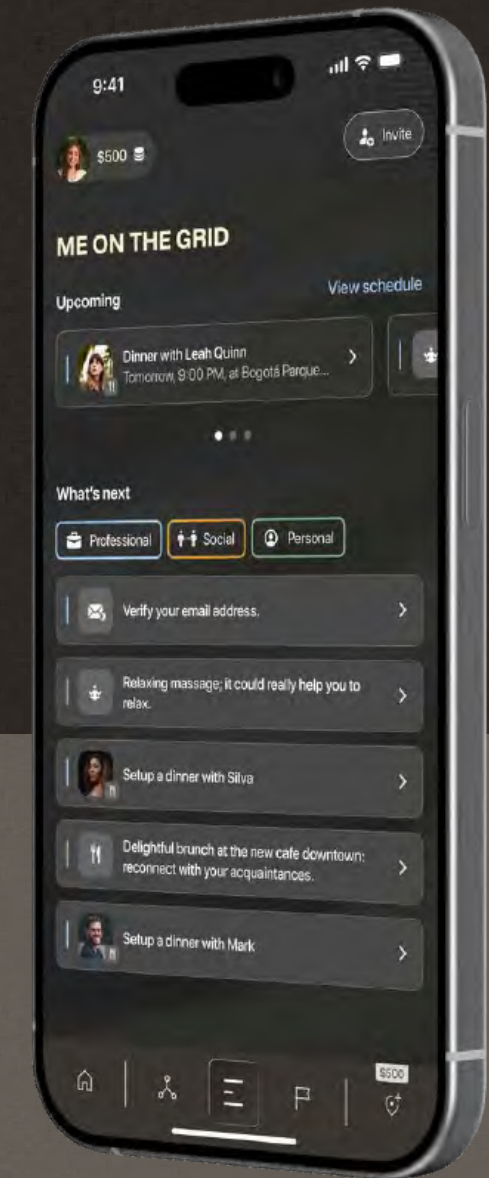 9:41
$500
Invite
ME ON THE GRID
Upcoming
View schedule
Dinner with Leah Quinn
Tomorrow, 9:00 PM, at Bogotá Parque...
What's next
Professional
Social
Personal
Verify your email address.
Relaxing massage; it could really help you to
relax.
Setup a dinner with Silva
Delightful brunch at the new cafe downtown:
reconnect with your acquaintances.
Setup a dinner with Mark
$500